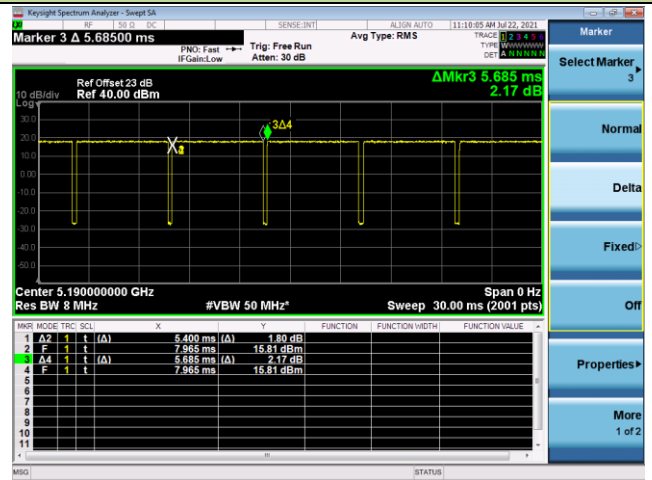 Keysight Spectrum Analyzer - Swept SA
RF 50 Ω DC SENSE:INT ALIGN AUTO 11:10:05 AM Jul 22, 2021
Marker 3 Δ 5.68500 ms
PNO: Fast
IFGain:Low
Trig: Free Run
Atten: 30 dB
Avg Type: RMS
TRACE 1 2 3 4 5 6
TYPE WWWWWW
DET A N N N N N
Ref Offset 23 dB
10 dB/div Ref 40.00 dBm
ΔMkr3 5.685 ms
2.17 dB
Log
30.0
20.0
10.0
0.00
-10.0
-20.0
-30.0
-40.0
-50.0
3Δ4
Center 5.190000000 GHz Span 0 Hz
Res BW 8 MHz #VBW 50 MHz* Sweep 30.00 ms (2001 pts)
MKR MODE TRC SCL X Y FUNCTION FUNCTION WIDTH FUNCTION VALUE
1 Δ2 1 t (Δ) 5.400 ms (Δ) 1.80 dB
2 F 1 t 7.965 ms 15.81 dBm
3 Δ4 1 t (Δ) 5.685 ms (Δ) 2.17 dB
4 F 1 t 7.965 ms 15.81 dBm
5
6
7
8
9
10
11
MSG STATUS
Marker
Select Marker
3
Normal
Delta
Fixed
Off
Properties
More
1 of 2